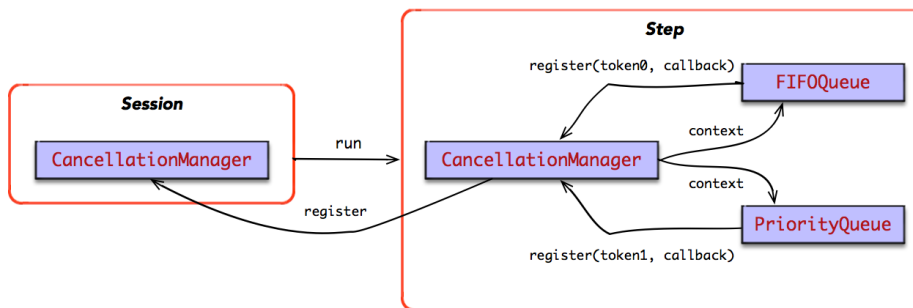 Step
register(token0, callback)
FIFOQueue
Session
context
run
CancellationManager
CancellationManager
context
register
PriorityQueue
register(token1, callback)